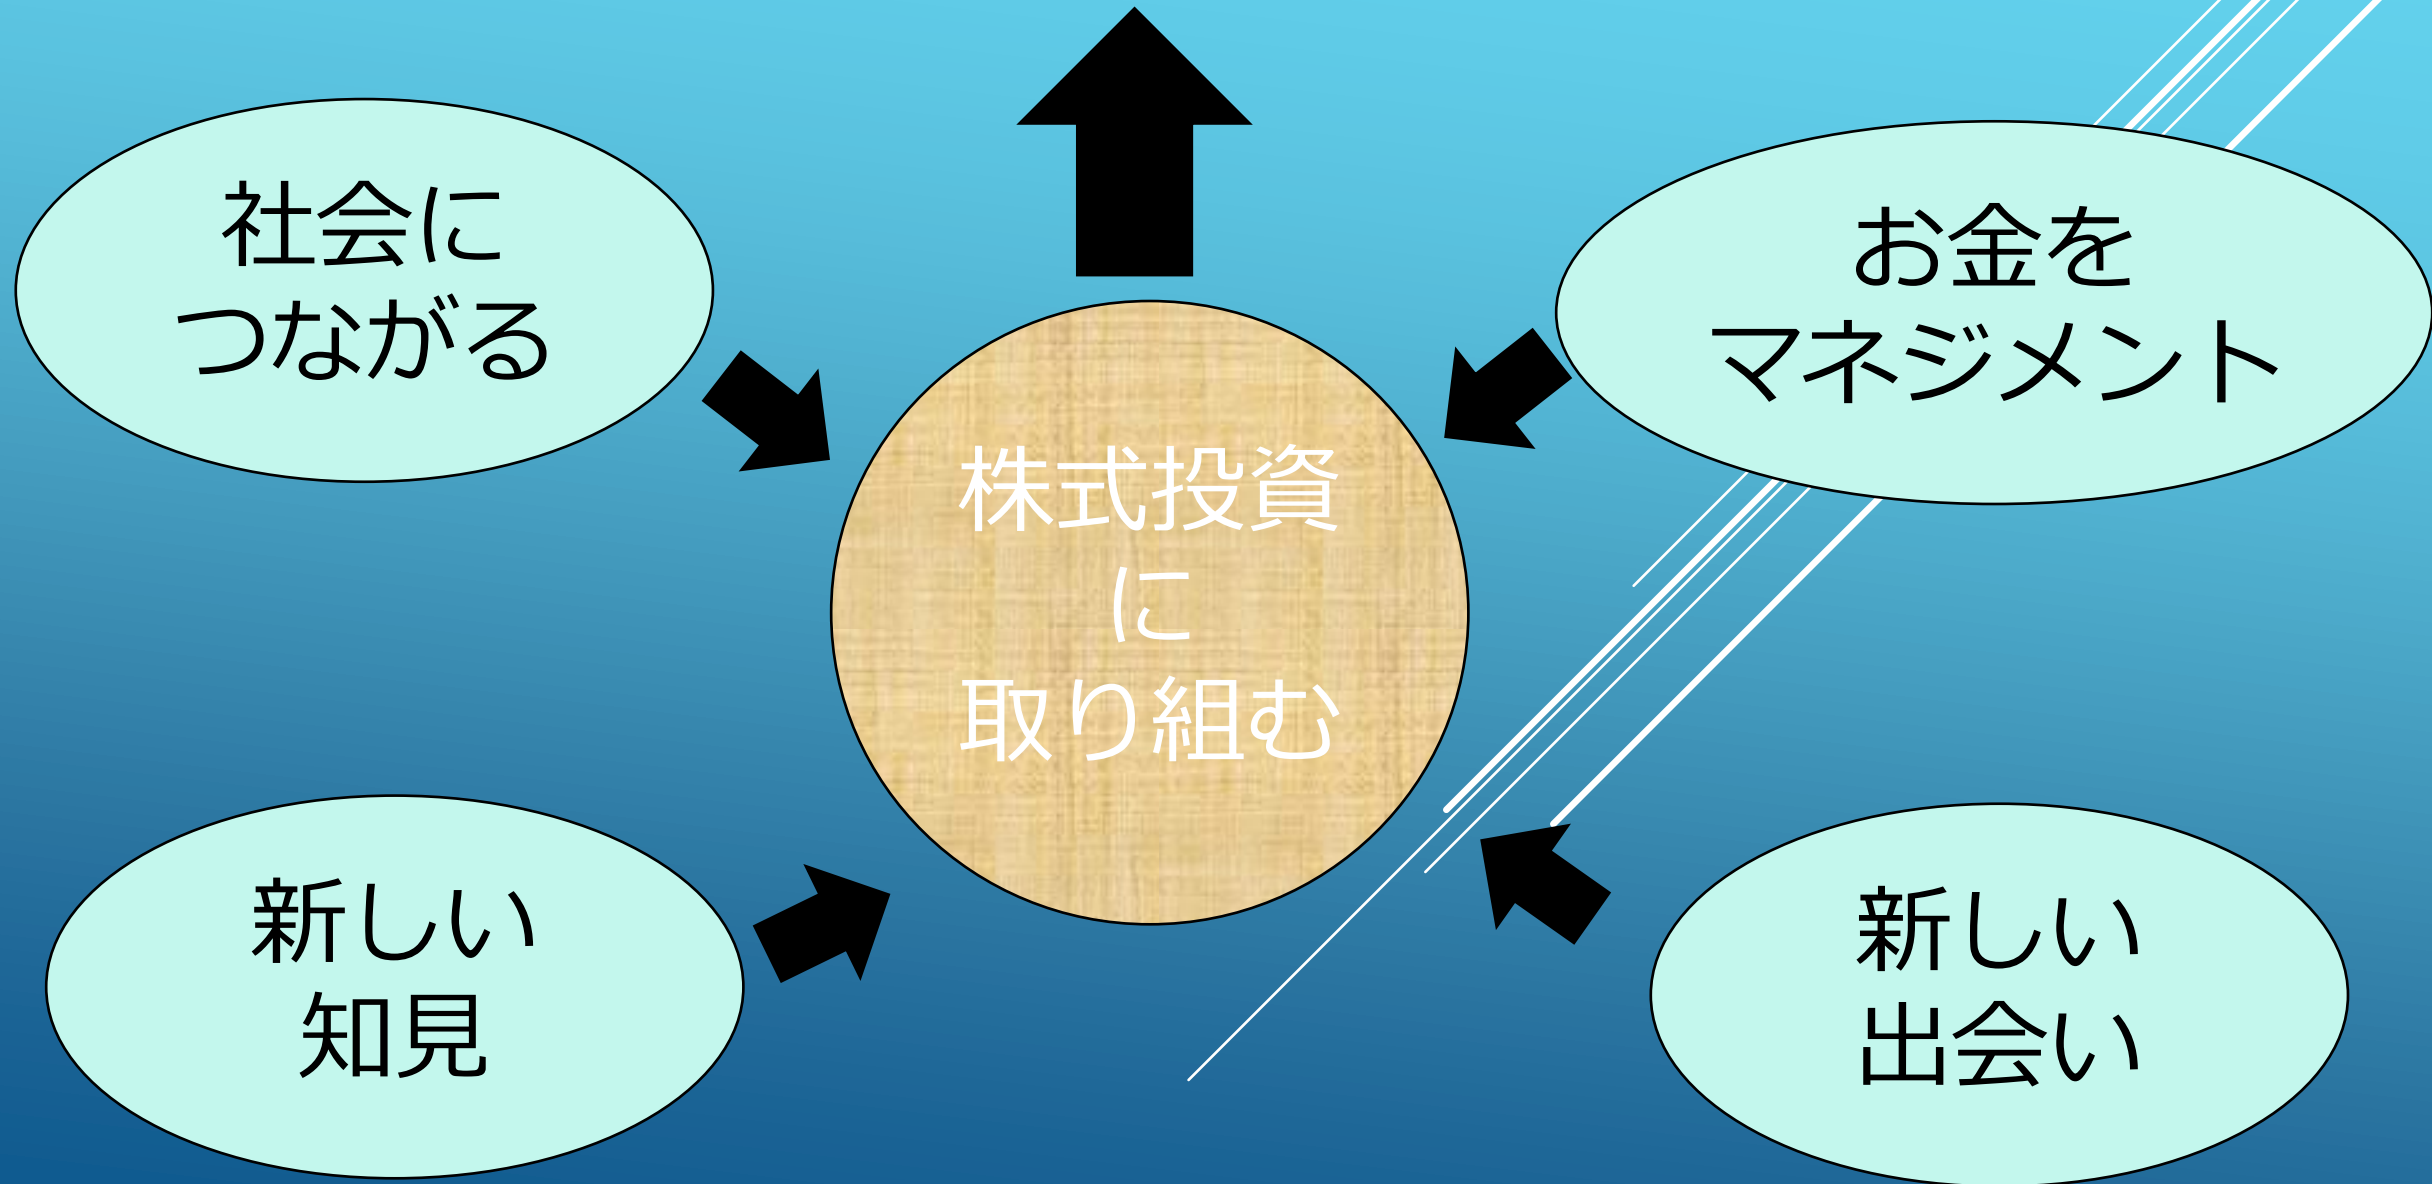 社会に
つながる
お金を
マネジメント
株式投資
に
取り組む
新しい
知見
新しい
出会い